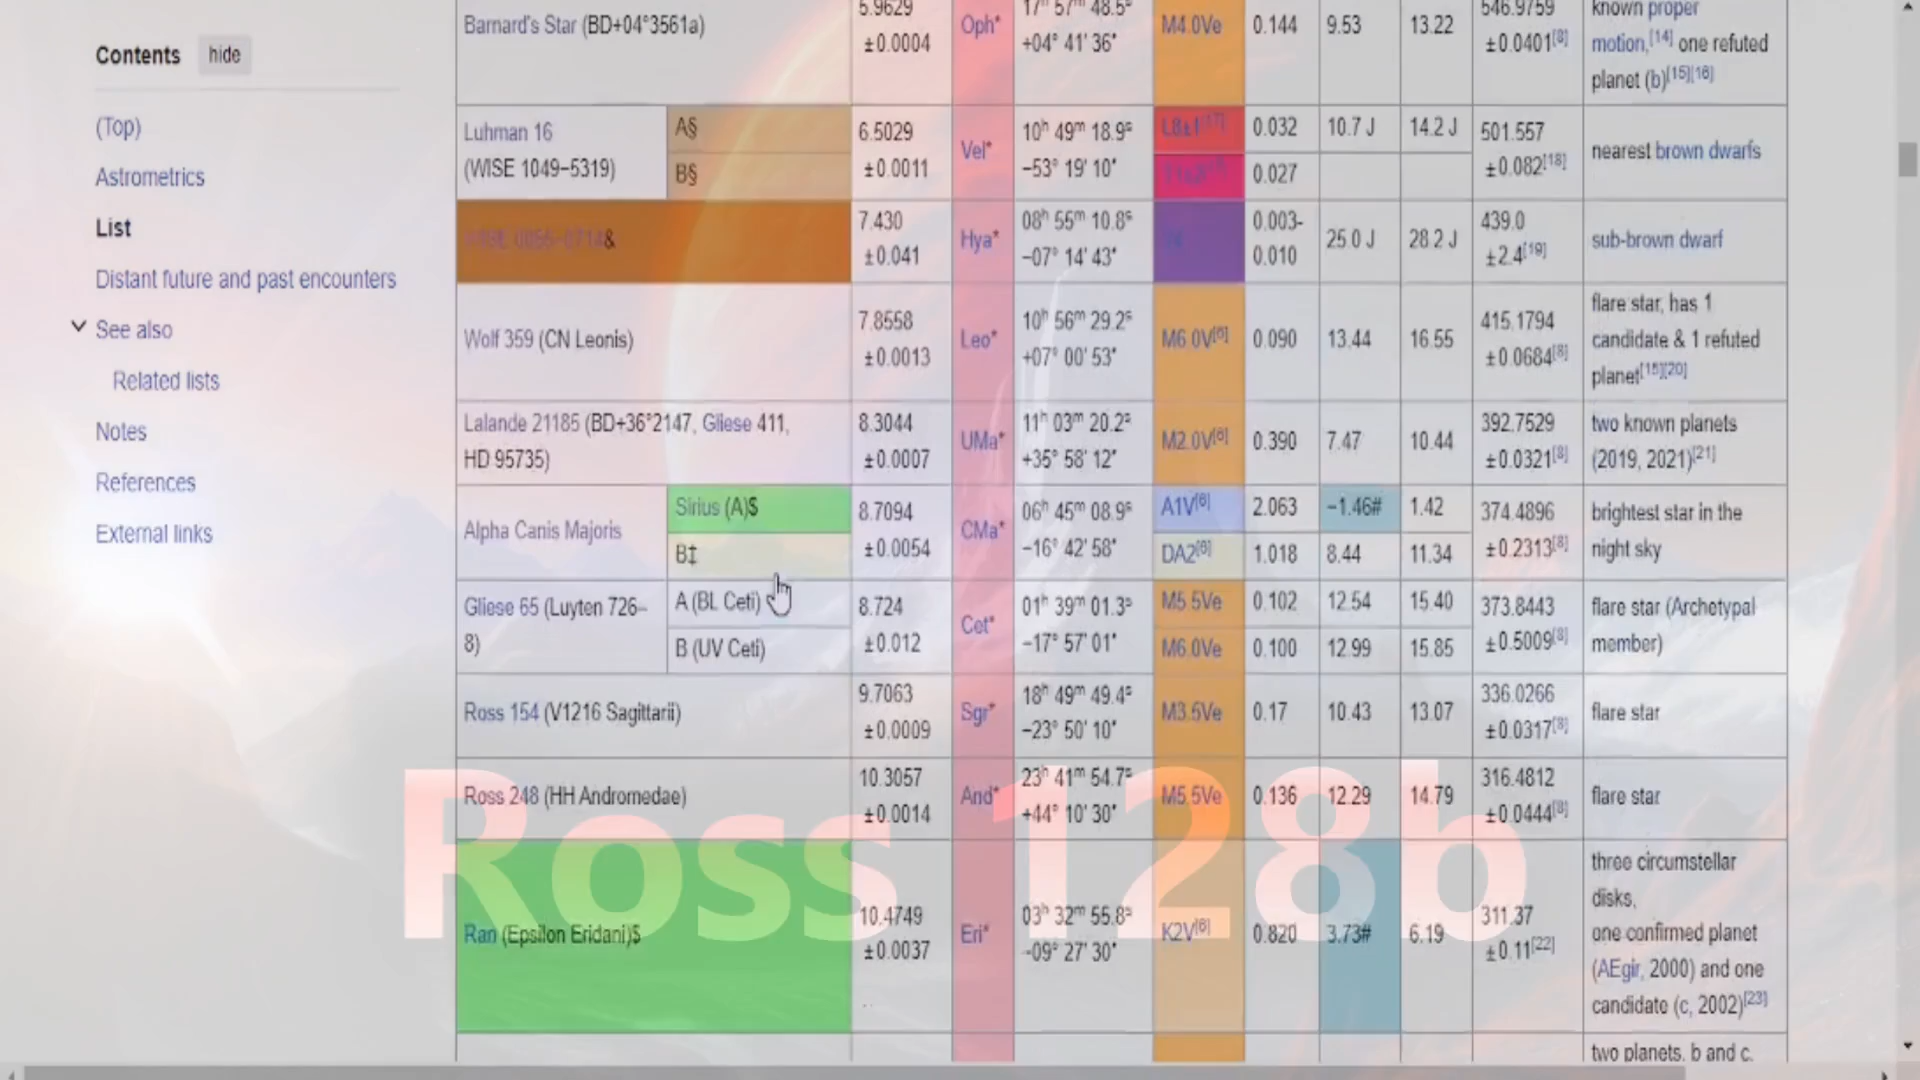 Contents hide
(Top)
Astrometrics
List
Distant future and past encounters
See also
Related lists
Notes
References
External links
Barnard's Star (BD+04°3561a) 5.9629 ±0.0004 Oph* 17ʰ 57ᵐ 48.5ˢ +04° 41′ 36″ M4.0Ve 0.144 9.53 13.22 546.9759 ±0.0401[8] known proper motion,[14] one refuted planet (b)[15][16]
Luhman 16 (WISE 1049−5319) A§ B§ 6.5029 ±0.0011 Vel* 10ʰ 49ᵐ 18.9ˢ −53° 19′ 10″ L8±1[17] 0.032 10.7 J 14.2 J 0.027 501.557 ±0.082[18] nearest brown dwarfs
& 7.430 ±0.041 Hya* 08ʰ 55ᵐ 10.8ˢ −07° 14′ 43″ 0.003-0.010 25.0 J 28.2 J 439.0 ±2.4[19] sub-brown dwarf
Wolf 359 (CN Leonis) 7.8558 ±0.0013 Leo* 10ʰ 56ᵐ 29.2ˢ +07° 00′ 53″ M6.0V[6] 0.090 13.44 16.55 415.1794 ±0.0684[8] flare star, has 1 candidate & 1 refuted planet[15][20]
Lalande 21185 (BD+36°2147, Gliese 411, HD 95735) 8.3044 ±0.0007 UMa* 11ʰ 03ᵐ 20.2ˢ +35° 58′ 12″ M2.0V[6] 0.390 7.47 10.44 392.7529 ±0.0321[8] two known planets (2019, 2021)[21]
Alpha Canis Majoris Sirius (A)$ B‡ 8.7094 ±0.0054 CMa* 06ʰ 45ᵐ 08.9ˢ −16° 42′ 58″ A1V[6] 2.063 −1.46# 1.42 DA2[6] 1.018 8.44 11.34 374.4896 ±0.2313[8] brightest star in the night sky
Gliese 65 (Luyten 726–8) A (BL Ceti) B (UV Ceti) 8.724 ±0.012 Cet* 01ʰ 39ᵐ 01.3ˢ −17° 57′ 01″ M5.5Ve 0.102 12.54 15.40 M6.0Ve 0.100 12.99 15.85 373.8443 ±0.5009[8] flare star (Archetypal member)
Ross 154 (V1216 Sagittarii) 9.7063 ±0.0009 Sgr* 18ʰ 49ᵐ 49.4ˢ −23° 50′ 10″ M3.5Ve 0.17 10.43 13.07 336.0266 ±0.0317[8] flare star
Ross 248 (HH Andromedae) 10.3057 ±0.0014 And* 23ʰ 41ᵐ 54.7ˢ +44° 10′ 30″ M5.5Ve 0.136 12.29 14.79 316.4812 ±0.0444[8] flare star
Ran (Epsilon Eridani)$ 10.4749 ±0.0037 Eri* 03ʰ 32ᵐ 55.8ˢ −09° 27′ 30″ K2V[6] 0.820 3.73# 6.19 311.37 ±0.11[22] three circumstellar disks, one confirmed planet (AEgir, 2000) and one candidate (c, 2002)[23]
two planets, b and c,
Ross 128b